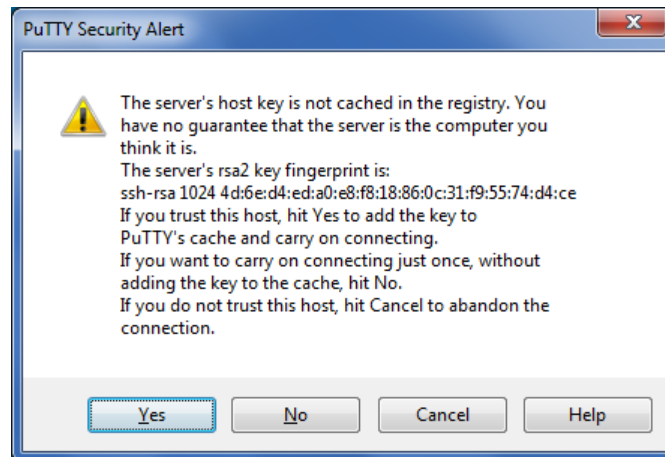 PuTTY Security Alert
The server's host key is not cached in the registry. You
have no guarantee that the server is the computer you
think it is.
The server's rsa2 key fingerprint is:
ssh-rsa 1024 4d:6e:d4:ed:a0:e8:f8:18:86:0c:31:f9:55:74:d4:ce
If you trust this host, hit Yes to add the key to
PuTTY's cache and carry on connecting.
If you want to carry on connecting just once, without
adding the key to the cache, hit No.
If you do not trust this host, hit Cancel to abandon the
connection.
Yes No Cancel Help